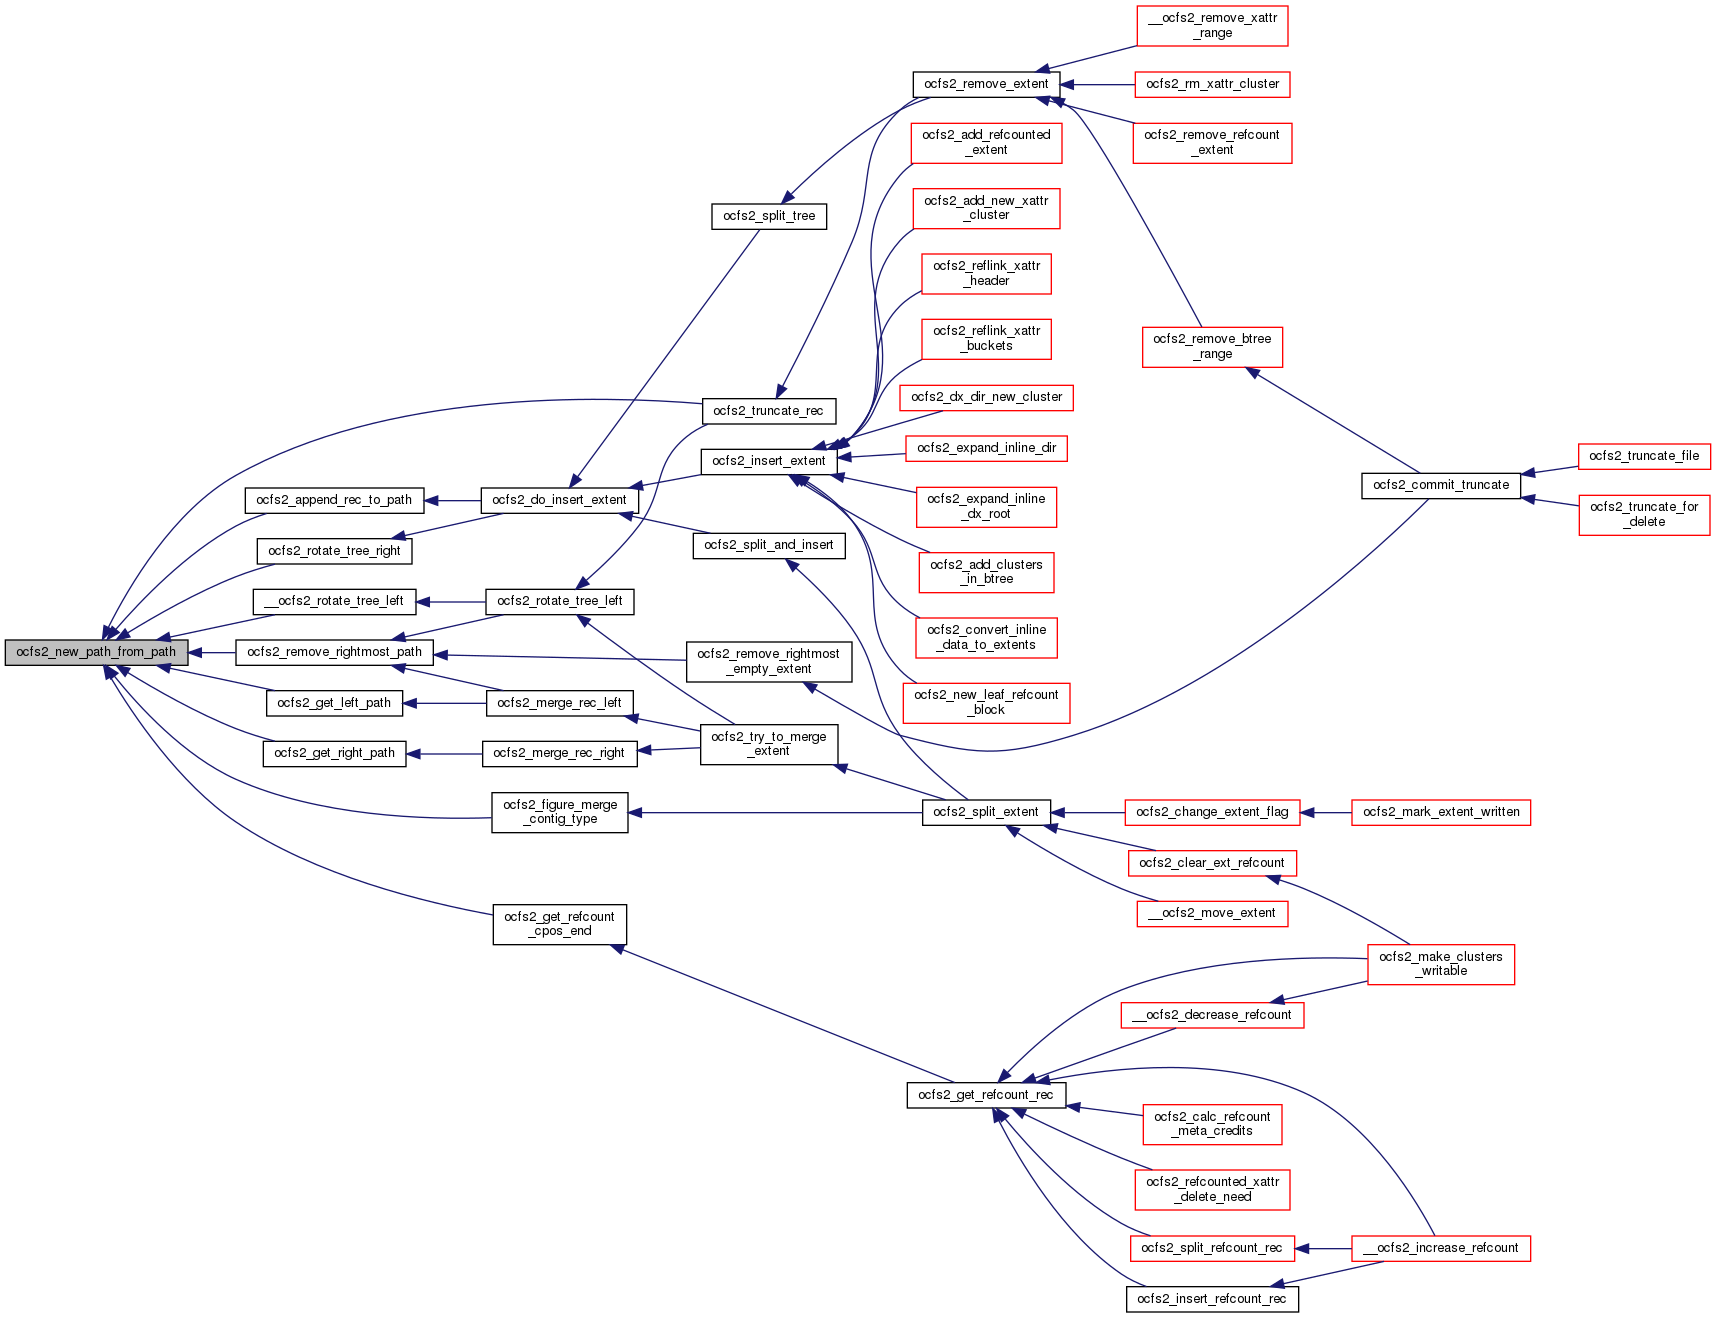 __ocfs2_remove_xattr
_range
ocfs2_remove_extent
ocfs2_rm_xattr_cluster
ocfs2_add_refcounted
_extent
ocfs2_remove_refcount
_extent
ocfs2_add_new_xattr
_cluster
ocfs2_split_tree
ocfs2_reflink_xattr
_header
ocfs2_reflink_xattr
_buckets
ocfs2_remove_btree
_range
ocfs2_dx_dir_new_cluster
ocfs2_truncate_rec
ocfs2_expand_inline_dir
ocfs2_truncate_file
ocfs2_insert_extent
ocfs2_commit_truncate
ocfs2_append_rec_to_path
ocfs2_do_insert_extent
ocfs2_expand_inline
_dx_root
ocfs2_truncate_for
_delete
ocfs2_rotate_tree_right
ocfs2_split_and_insert
ocfs2_add_clusters
_in_btree
__ocfs2_rotate_tree_left
ocfs2_rotate_tree_left
ocfs2_convert_inline
_data_to_extents
ocfs2_new_path_from_path
ocfs2_remove_rightmost_path
ocfs2_remove_rightmost
_empty_extent
ocfs2_get_left_path
ocfs2_merge_rec_left
ocfs2_new_leaf_refcount
_block
ocfs2_get_right_path
ocfs2_merge_rec_right
ocfs2_try_to_merge
_extent
ocfs2_figure_merge
_contig_type
ocfs2_split_extent
ocfs2_change_extent_flag
ocfs2_mark_extent_written
ocfs2_clear_ext_refcount
__ocfs2_move_extent
ocfs2_get_refcount
_cpos_end
ocfs2_make_clusters
_writable
__ocfs2_decrease_refcount
ocfs2_get_refcount_rec
ocfs2_calc_refcount
_meta_credits
ocfs2_refcounted_xattr
_delete_need
ocfs2_split_refcount_rec
__ocfs2_increase_refcount
ocfs2_insert_refcount_rec